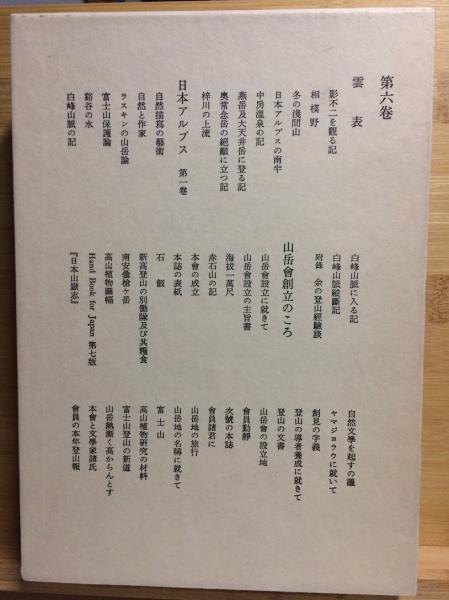 第六卷
雲表
影不二を觀る記
相模野
冬の淺間山
日本アルプスの南半
中房溫泉の記
燕岳及大天井岳に登る記
奧常念岳の絕巓に立つ記
梓川の上流
日本アルプス 第一卷
自然描寫の藝術
自然と作家
ラスキンの山岳論
富士山保護論
谿谷の水
白峰山脈の記
白峰山脈に入る記
白峰山脈縱斷記
附錄 余の登山經驗談
山岳會創立のころ
山岳會設立に就きて
山岳會設立の主旨書
海拔一萬尺
赤石山の記
本會の成立
本誌の表紙
石飯
新高登山の別働隊及び其糧食
南安曇槍ケ岳
高山植物圖幅
Hand Book for Japan 第七版
『日本山嶽志』
自然文學を起すの議
ヤマジヨラウに就いて
創見の字義
登山の導者養成に就きて
登山の文書
山岳會の設立地
會員動靜
次號の本誌
會員諸君に
山岳地の旅行
山岳地の名稱に就きて
富士山
高山植物硏究の材料
富士山登山の新道
山岳熱漸く高からんとす
本會と文學家諸氏
會員の本年登山報